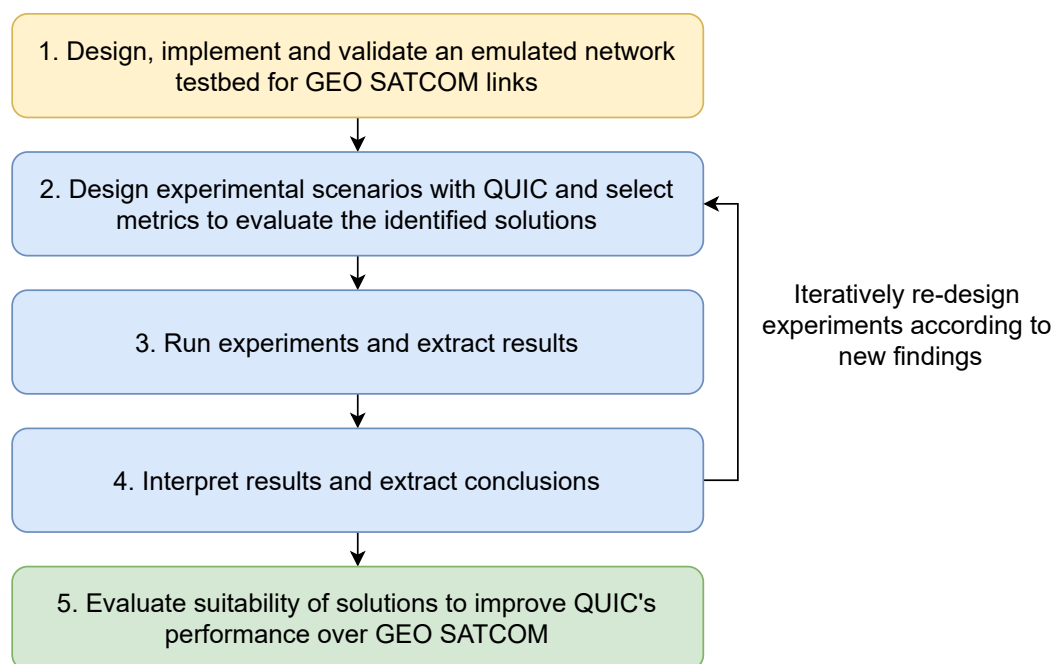 1. Design, implement and validate an emulated network
testbed for GEO SATCOM links
2. Design experimental scenarios with QUIC and select
metrics to evaluate the identified solutions
3. Run experiments and extract results
4. Interpret results and extract conclusions
Iteratively re-design
experiments according to
new findings
5. Evaluate suitability of solutions to improve QUIC's
performance over GEO SATCOM